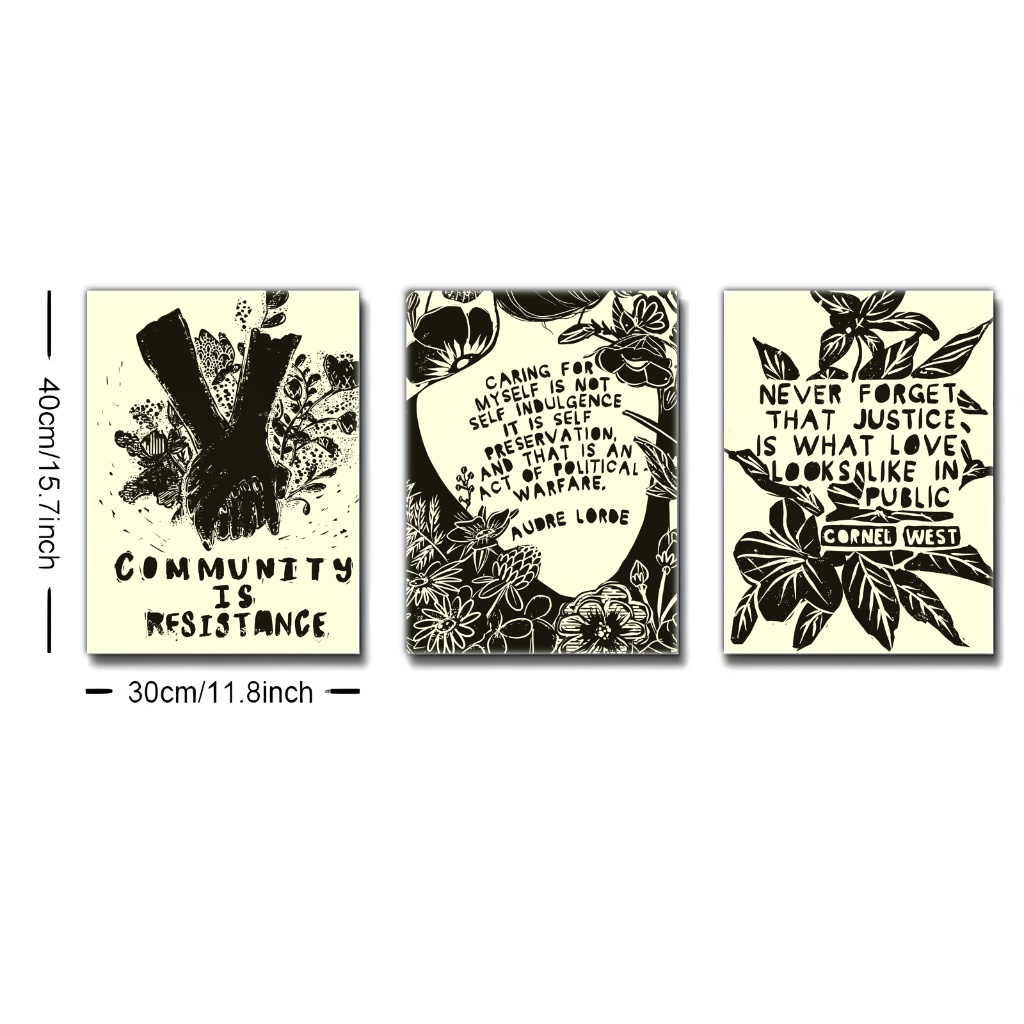 40cm/15.7inch
COMMUNITY
IS
RESISTANCE
30cm/11.8inch
CARING FOR
MYSELF IS NOT
SELF INDULGENCE
IT IS SELF
PRESERVATION,
AND THAT IS AN
ACT OF POLITICAL
WARFARE.
AUDRE LORDE
NEVER FORGET
THAT JUSTICE
IS WHAT LOVE
LOOKS LIKE IN
PUBLIC
CORNEL WEST